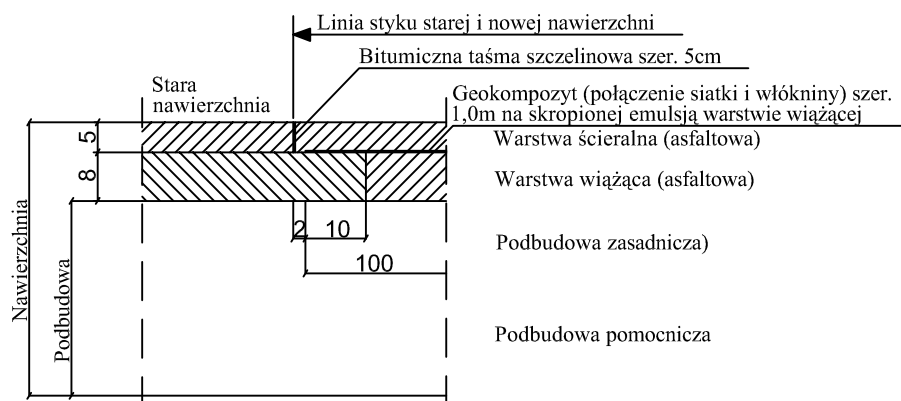 Linia styku starej i nowej nawierzchni
Bitumiczna taśma szczelinowa szer. 5cm
Stara
nawierzchnia
Geokompozyt (połączenie siatki i włókniny) szer.
1,0m na skropionej emulsją warstwie wiążącej
Warstwa ścieralna (asfaltowa)
5
8
Warstwa wiążąca (asfaltowa)
2
10
100
Podbudowa zasadnicza)
Podbudowa pomocnicza
Nawierzchnia
Podbudowa